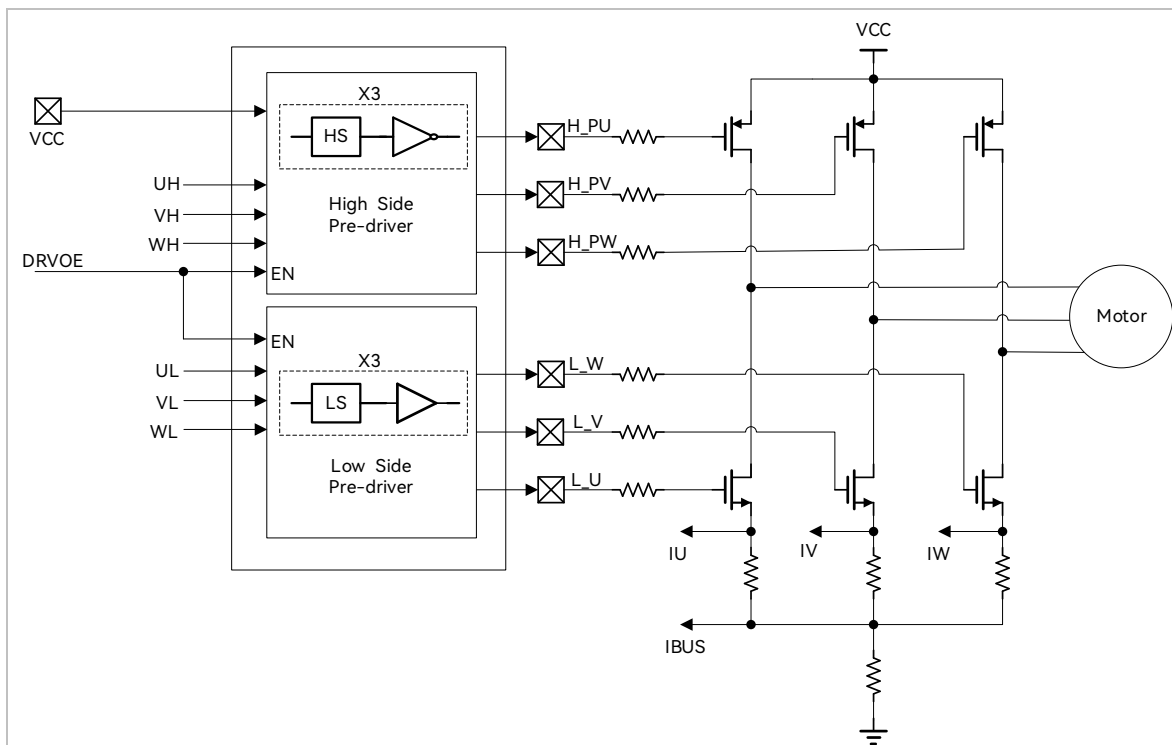 VCC
X3
HS
H_PU
VCC
UH
VH
WH
High Side
Pre-driver
H_PV
H_PW
DRVOE
EN
Motor
EN
X3
UL
VL
WL
LS
L_W
L_V
Low Side
Pre-driver
L_U
IU
IV
IW
IBUS